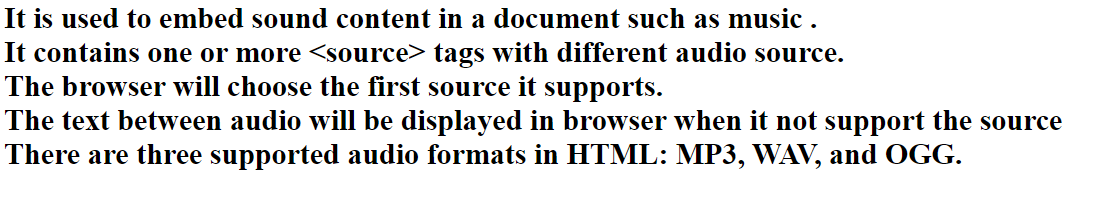 It is used to embed sound content in a document such as music .
It contains one or more <source> tags with different audio source.
The browser will choose the first source it supports.
The text between audio will be displayed in browser when it not support the source
There are three supported audio formats in HTML: MP3, WAV, and OGG.